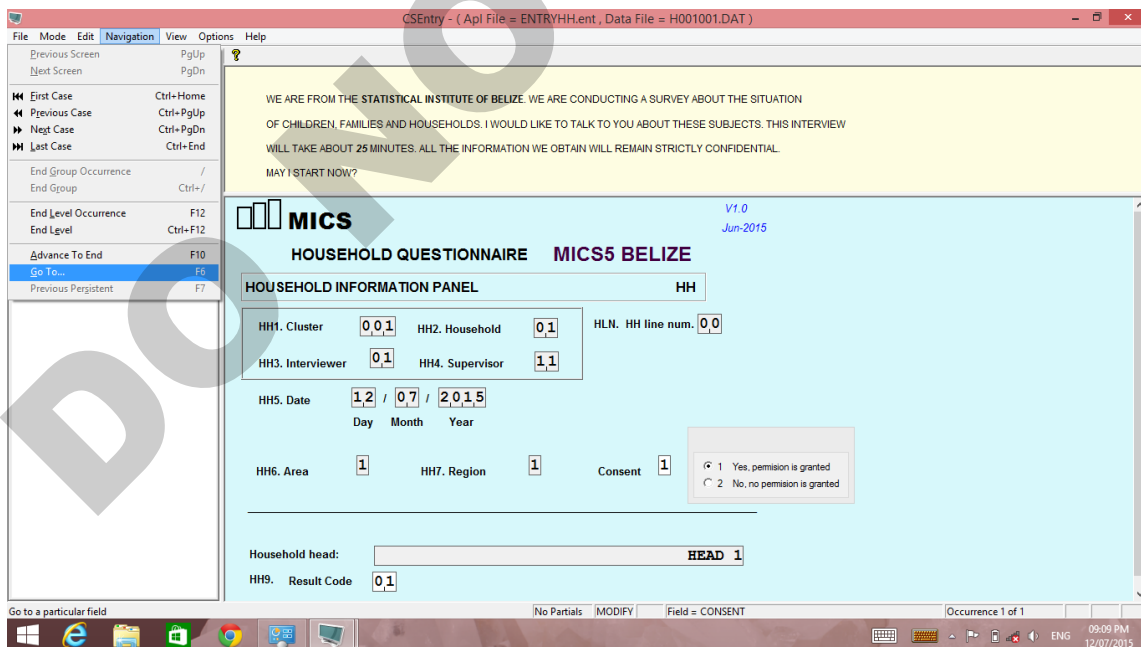 CSEntry - ( Apl File = ENTRYHH.ent , Data File = H001001.DAT )
File Mode Edit Navigation View Options Help
Previous Screen PgUp
Next Screen PgDn
First Case Ctrl+Home
Previous Case Ctrl+PgUp
Next Case Ctrl+PgDn
Last Case Ctrl+End
End Group Occurrence /
End Group Ctrl+/
End Level Occurrence F12
End Level Ctrl+F12
Advance To End F10
Go To... F6
Previous Persistent F7
WE ARE FROM THE STATISTICAL INSTITUTE OF BELIZE. WE ARE CONDUCTING A SURVEY ABOUT THE SITUATION
OF CHILDREN, FAMILIES AND HOUSEHOLDS. I WOULD LIKE TO TALK TO YOU ABOUT THESE SUBJECTS. THIS INTERVIEW
WILL TAKE ABOUT 25 MINUTES. ALL THE INFORMATION WE OBTAIN WILL REMAIN STRICTLY CONFIDENTIAL.
MAY I START NOW?
MICS
V1.0
Jun-2015
HOUSEHOLD QUESTIONNAIRE MICS5 BELIZE
HOUSEHOLD INFORMATION PANEL HH
HH1. Cluster 001 HH2. Household 01 HLN. HH line num. 00
HH3. Interviewer 01 HH4. Supervisor 11
HH5. Date 12 / 07 / 2015
Day Month Year
HH6. Area 1 HH7. Region 1 Consent 1
1 Yes, permision is granted
2 No, no permision is granted
Household head: HEAD 1
HH9. Result Code 01
Go to a particular field No Partials MODIFY Field = CONSENT Occurrence 1 of 1
ENG 09:09 PM
12/07/2015
DO NO